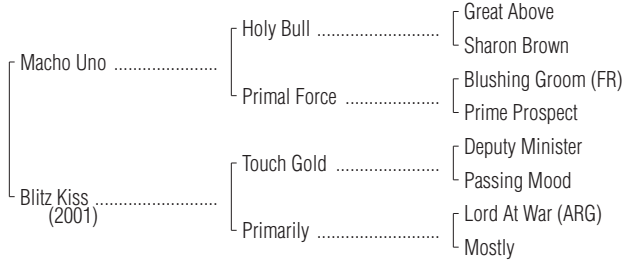 Great Above
Holy Bull ....................
Sharon Brown
Macho Uno .................
Blushing Groom (FR)
Primal Force ...............
Prime Prospect
Deputy Minister
Touch Gold .................
Passing Mood
Blitz Kiss ....................
(2001)
Lord At War (ARG)
Primarily ....................
Mostly